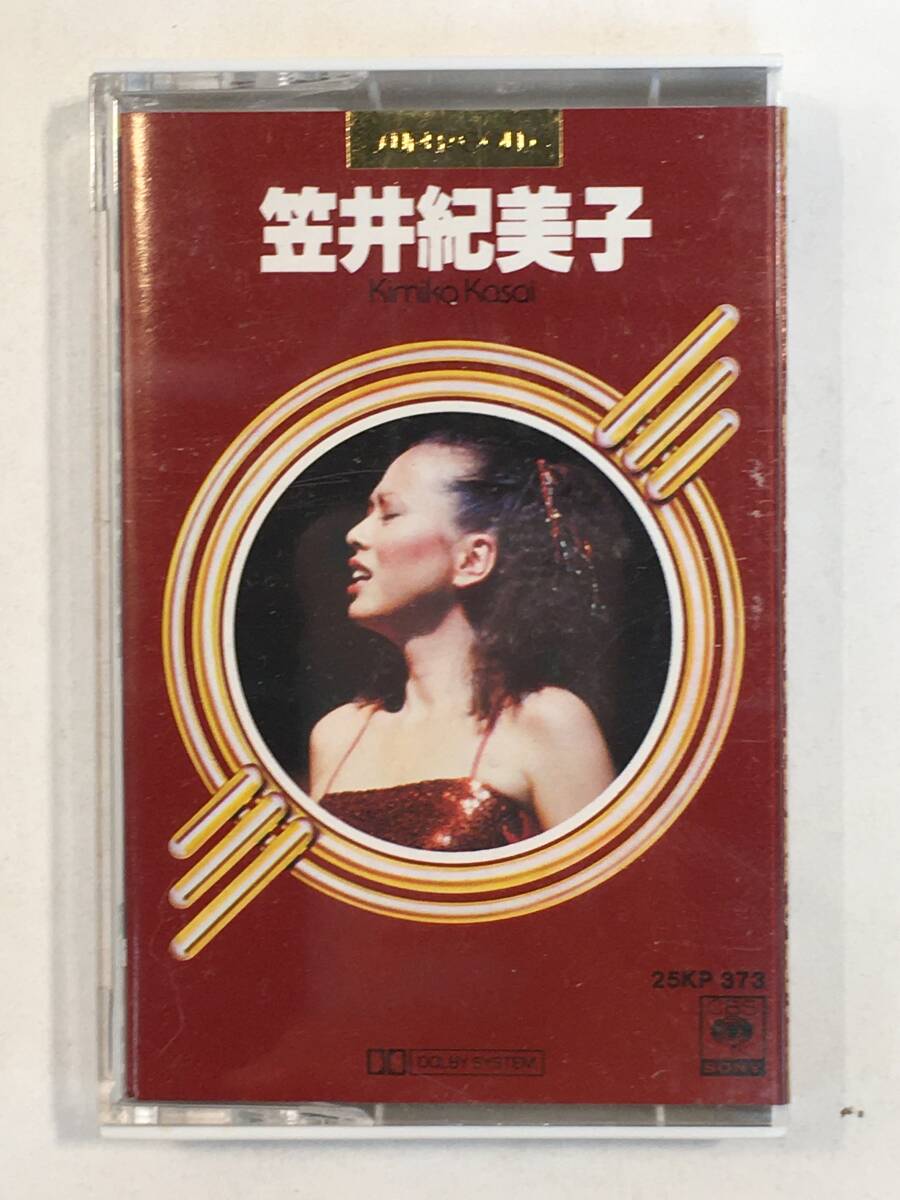 笠井紀美子
Kimiko Kasai
25KP 373
CBS
SONY
DOLBY SYSTEM